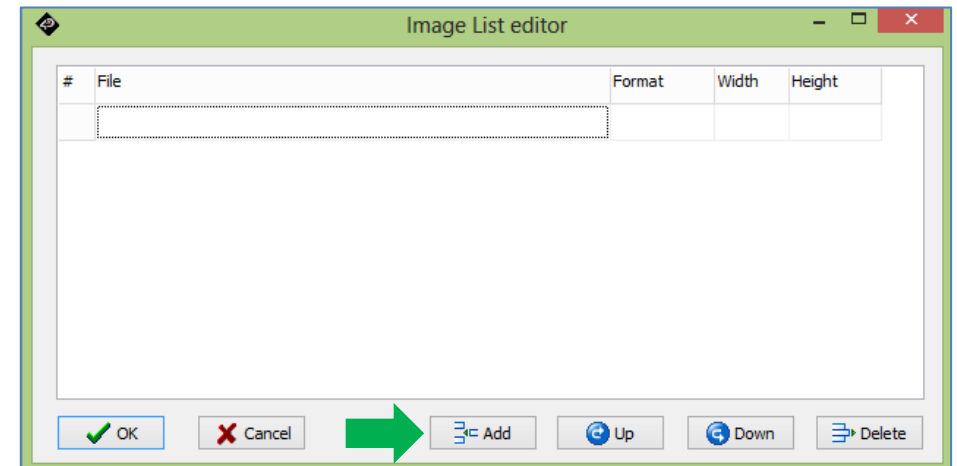 Image List editor
# File Format Width Height
OK Cancel Add Up Down Delete